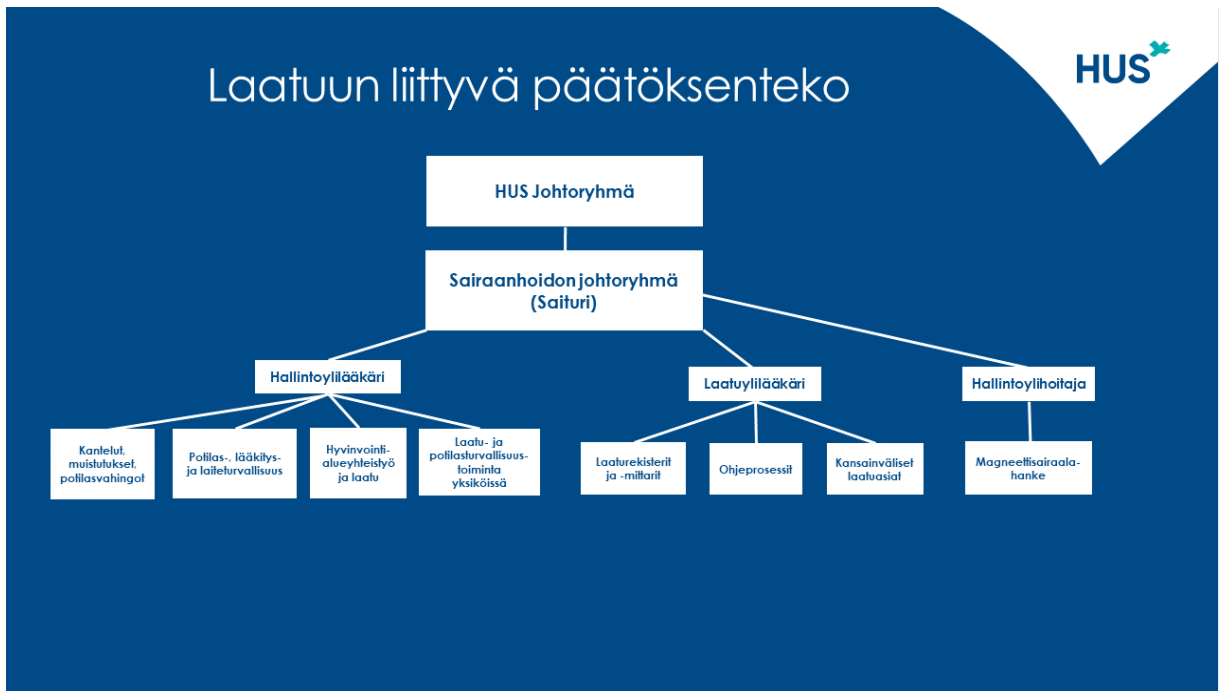 Laatuun liittyvä päätöksenteko
HUS
HUS Johtoryhmä
Sairaanhoidon johtoryhmä
(Saituri)
Hallintoylilääkäri
Laatuylilääkäri
Hallintoylihoitaja
Kantelut,
muistutukset,
potilasvahingot
Potilas-, lääkitys-
ja laiteturvallisuus
Hyvinvointi-
alueyhteistyö
ja laatu
Laatu- ja
potilasturvallisuus-
toiminta
yksiköissä
Laaturekisterit
ja -mittarit
Ohjeprosessit
Kansainväliset
laatuasiat
Magneettisairaala-
hanke